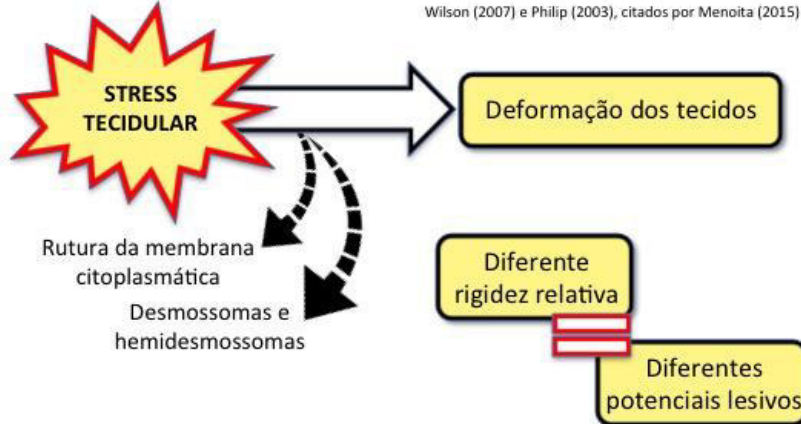 Wilson (2007) e Philip (2003), citados por Menoita (2015)
STRESS
TECIDULAR
Deformação dos tecidos
Rutura da membrana
citoplasmática
Desmossomas e
hemidesmossomas
Diferente
rigidez relativa
Diferentes
potenciais lesivos